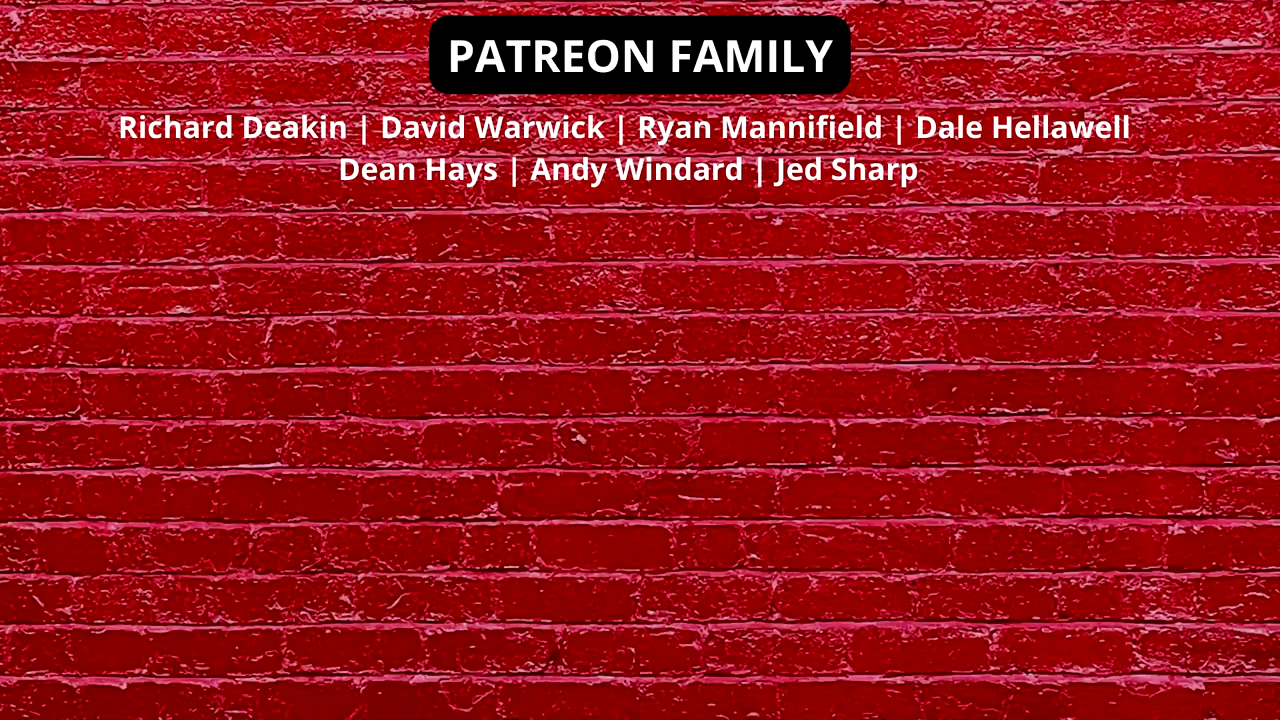 PATREON FAMILY
Richard Deakin | David Warwick | Ryan Mannifield | Dale Hellawell
Dean Hays | Andy Windard | Jed Sharp